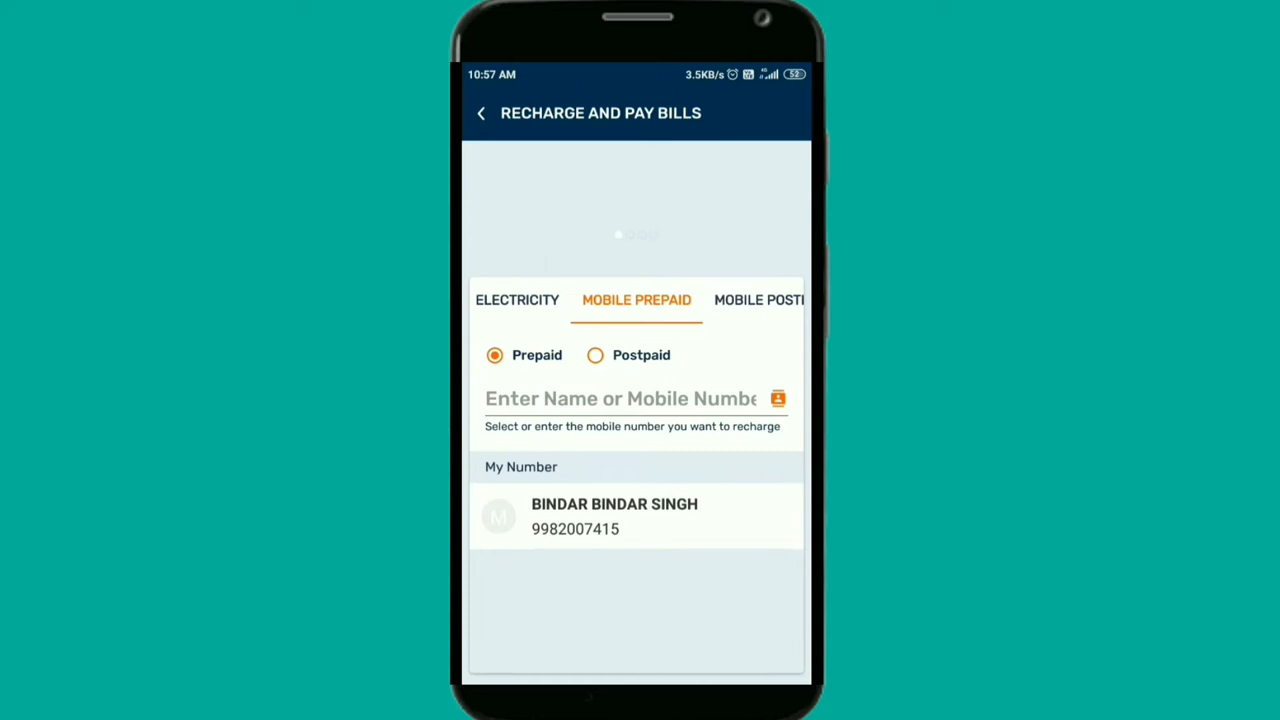 10:57 AM
3.5KB/s 4G 52
RECHARGE AND PAY BILLS
ELECTRICITY MOBILE PREPAID MOBILE POSTI
Prepaid Postpaid
Enter Name or Mobile Numbe
Select or enter the mobile number you want to recharge
My Number
M
BINDAR BINDAR SINGH
9982007415